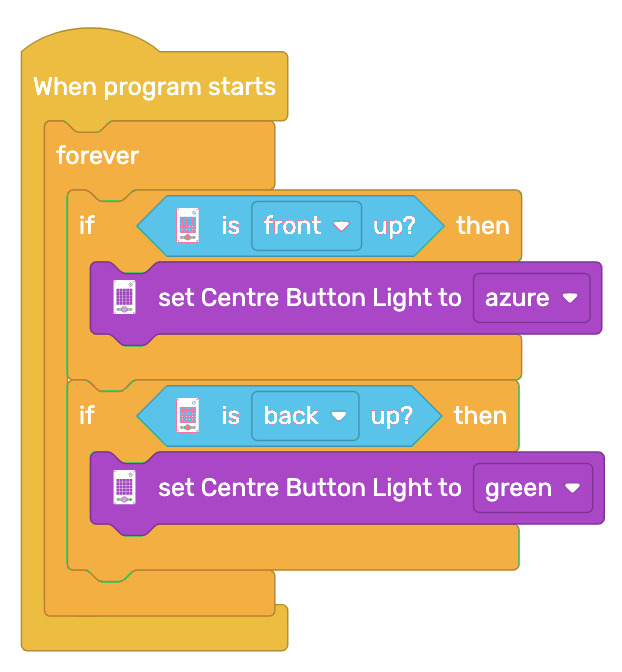 When program starts
forever
if is front up? then
set Centre Button Light to azure
if is back up? then
set Centre Button Light to green